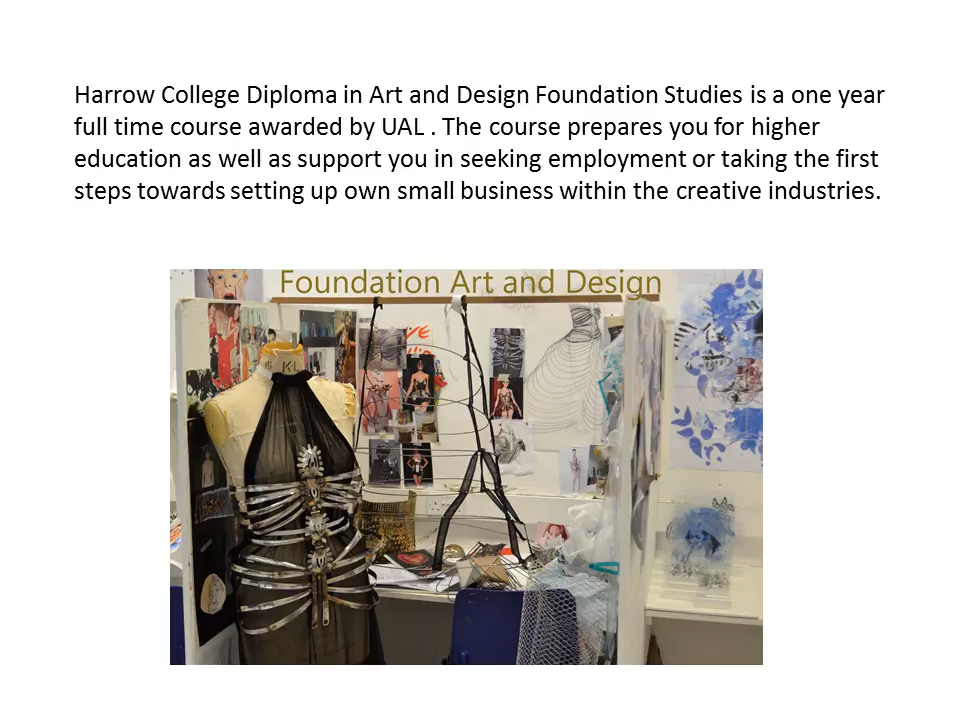 Harrow College Diploma in Art and Design Foundation Studies is a one year
full time course awarded by UAL . The course prepares you for higher
education as well as support you in seeking employment or taking the first
steps towards setting up own small business within the creative industries.
Foundation Art and Design